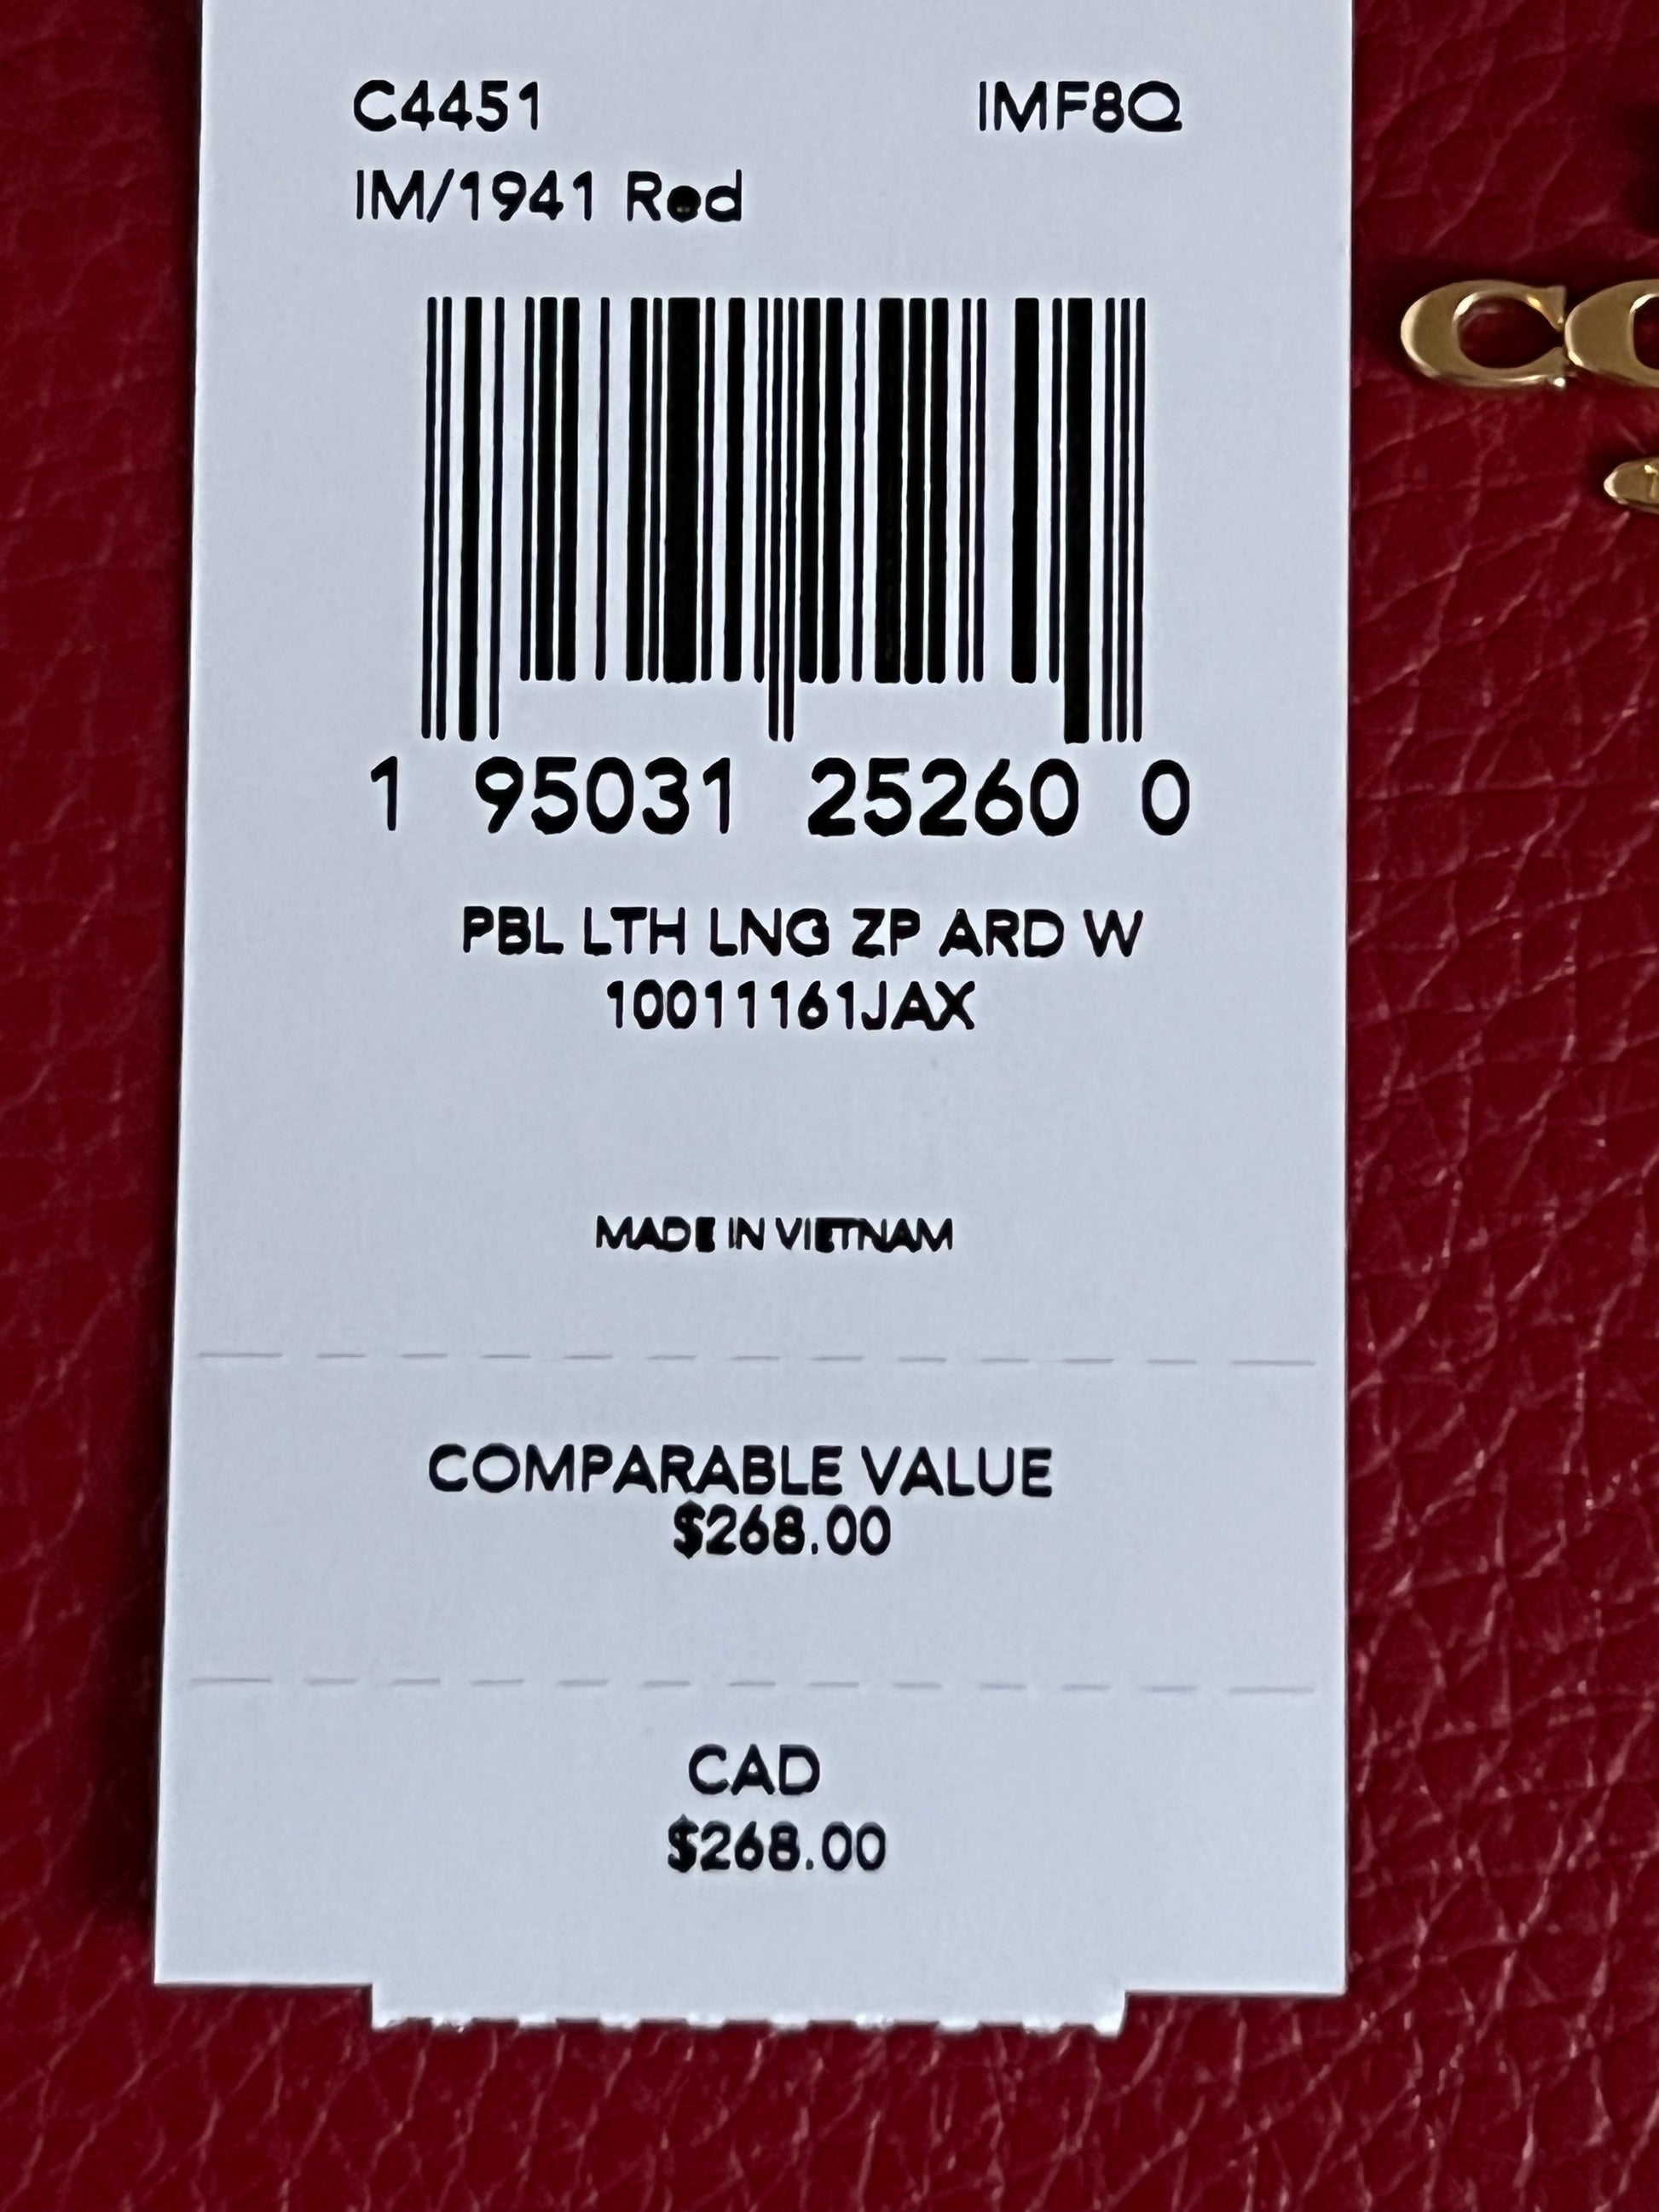 C4451 IMF8Q
IM/1941 Red
1 95031 25260 0
PBL LTH LNG ZP ARD W
10011161JAX
MADE IN VIETNAM
COMPARABLE VALUE
$268.00
CAD
$268.00